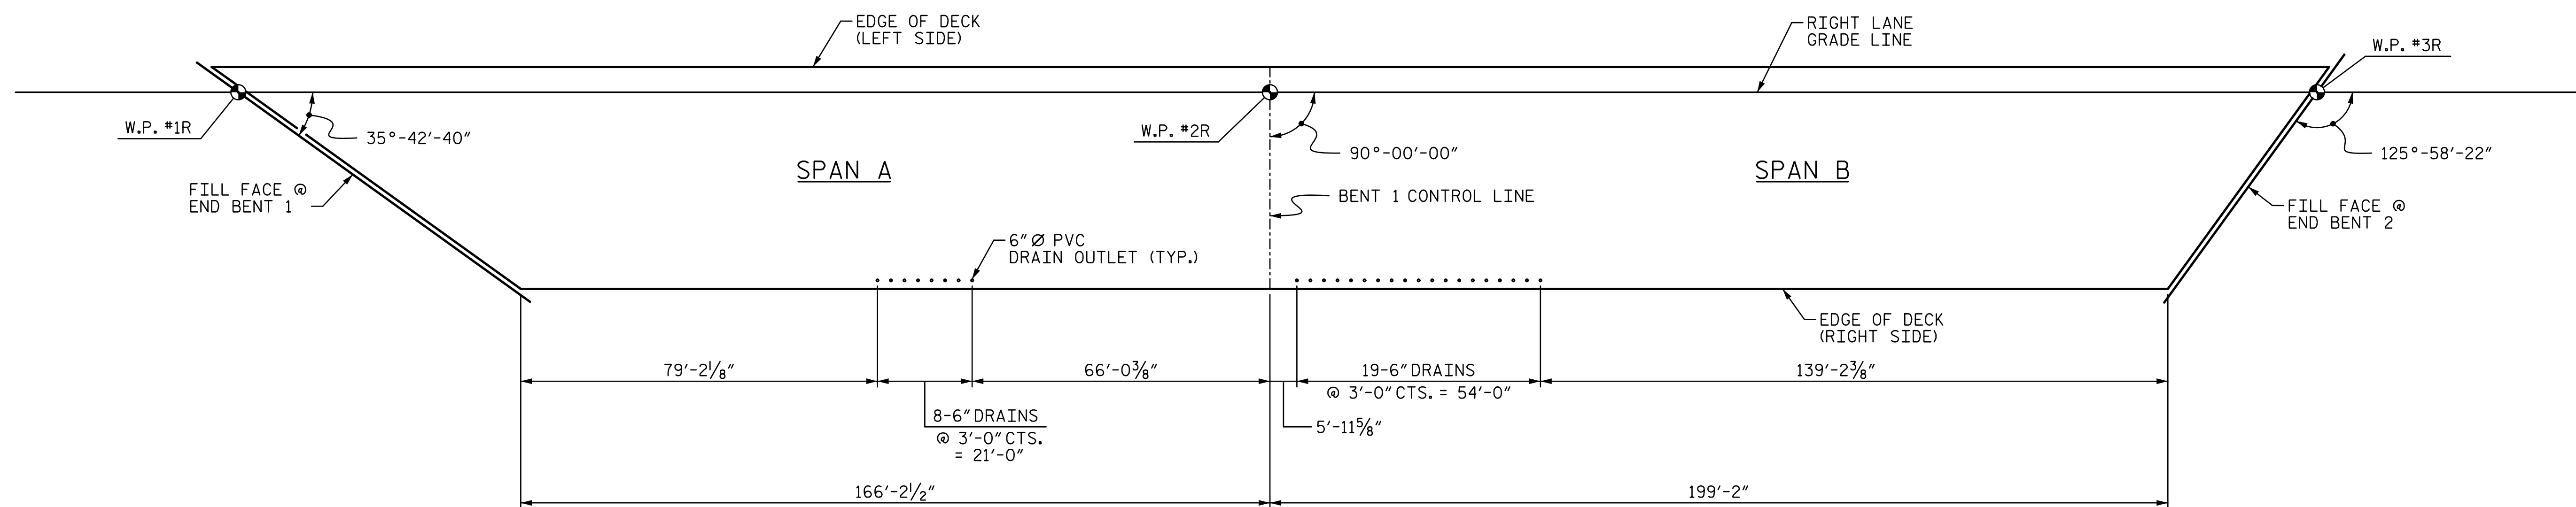 EDGE OF DECK
(LEFT SIDE)
RIGHT LANE
GRADE LINE
W.P. #3R
W.P. #1R
35°-42'-40"
W.P. #2R
90°-00'-00"
125°-58'-22"
SPAN A
SPAN B
FILL FACE @
END BENT 1
BENT 1 CONTROL LINE
FILL FACE @
END BENT 2
6"Ø PVC
DRAIN OUTLET (TYP.)
EDGE OF DECK
(RIGHT SIDE)
79'-2⅛"
66'-0⅜"
19-6" DRAINS
@ 3'-0" CTS. = 54'-0"
139'-2⅜"
8-6" DRAINS
@ 3'-0" CTS.
= 21'-0"
5'-11⅝"
166'-2½"
199'-2"